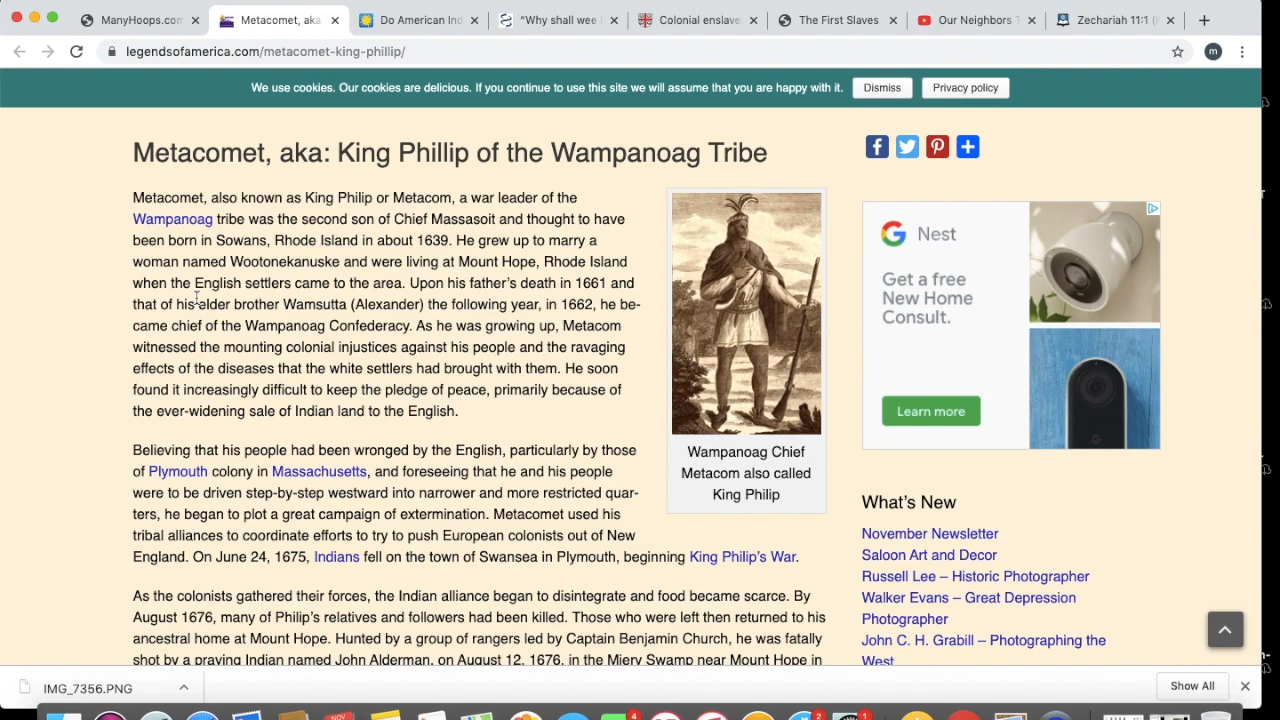 ManyHoops.con
Metacomet, aka
Do American Ind
"Why shall wee
Colonial enslave
The First Slaves
Our Neighbors
Zechariah 11:1
legendsofamerica.com/metacomet-king-phillip/
m
We use cookies. Our cookies are delicious. If you continue to use this site we will assume that you are happy with it.
Dismiss
Privacy policy
Metacomet, aka: King Phillip of the Wampanoag Tribe
Metacomet, also known as King Philip or Metacom, a war leader of the
Wampanoag tribe was the second son of Chief Massasoit and thought to have
been born in Sowans, Rhode Island in about 1639. He grew up to marry a
woman named Wootonekanuske and were living at Mount Hope, Rhode Island
when the English settlers came to the area. Upon his father's death in 1661 and
that of his elder brother Wamsutta (Alexander) the following year, in 1662, he be-
came chief of the Wampanoag Confederacy. As he was growing up, Metacom
witnessed the mounting colonial injustices against his people and the ravaging
effects of the diseases that the white settlers had brought with them. He soon
found it increasingly difficult to keep the pledge of peace, primarily because of
the ever-widening sale of Indian land to the English.
Wampanoag Chief
Metacom also called
King Philip
Believing that his people had been wronged by the English, particularly by those
of Plymouth colony in Massachusetts, and foreseeing that he and his people
were to be driven step-by-step westward into narrower and more restricted quar-
ters, he began to plot a great campaign of extermination. Metacomet used his
tribal alliances to coordinate efforts to try to push European colonists out of New
England. On June 24, 1675, Indians fell on the town of Swansea in Plymouth, beginning King Philip's War.
As the colonists gathered their forces, the Indian alliance began to disintegrate and food became scarce. By
August 1676, many of Philip's relatives and followers had been killed. Those who were left then returned to his
ancestral home at Mount Hope. Hunted by a group of rangers led by Captain Benjamin Church, he was fatally
shot by a praying Indian named John Alderman, on August 12, 1676, in the Miery Swamp near Mount Hope in
Nest
Get a free
New Home
Consult.
Learn more
What's New
November Newsletter
Saloon Art and Decor
Russell Lee – Historic Photographer
Walker Evans – Great Depression
Photographer
John C. H. Grabill – Photographing the
West
IMG_7356.PNG
Show All
NOV
4
2
1